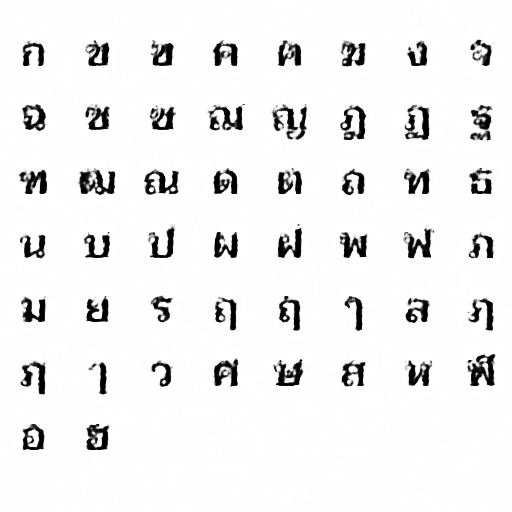 ก ข ฃ ค ฅ ฆ ง จ
ฉ ช ซ ฌ ญ ฎ ฏ ฐ
ฑ ฒ ณ ด ต ถ ท ธ
น บ ป ผ ฝ พ ฟ ภ
ม ย ร ฤ ฤ ๅ ล ฦ
ฦ ๅ ว ศ ษ ส ห ฬ
อ ฮ